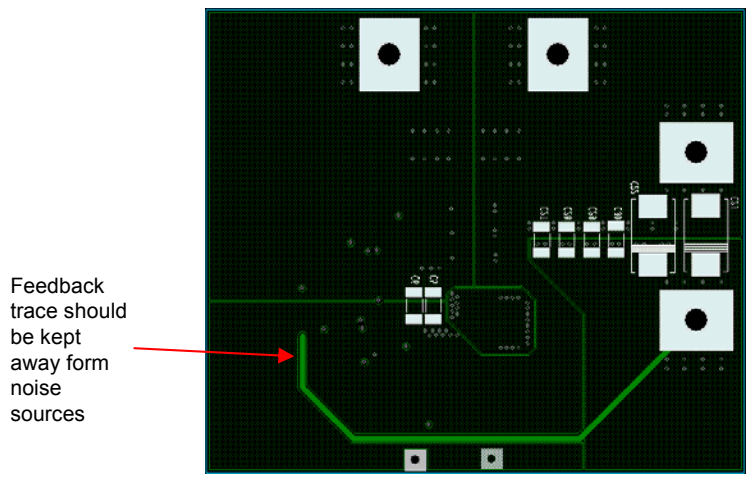 Feedback
trace should
be kept
away form
noise
sources